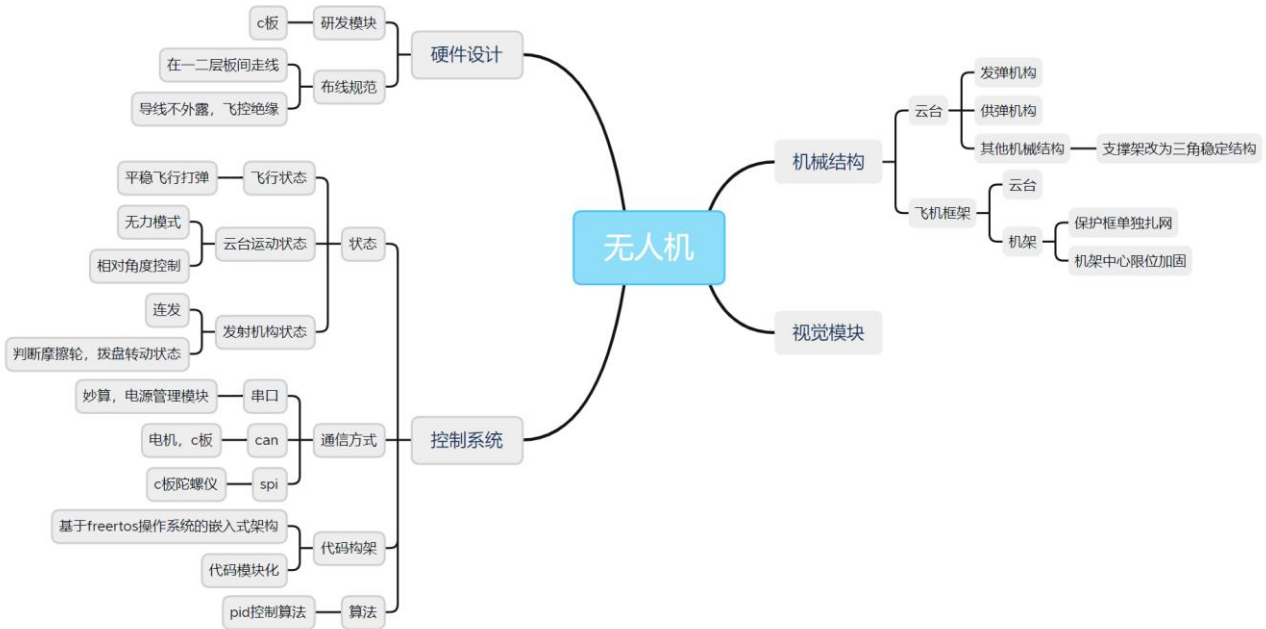 无人机
硬件设计
研发模块
c板
布线规范
在一二层板间走线
导线不外露，飞控绝缘
控制系统
状态
飞行状态
平稳飞行打弹
云台运动状态
无力模式
相对角度控制
发射机构状态
连发
判断摩擦轮，拨盘转动状态
通信方式
串口
妙算，电源管理模块
can
电机，c板
spi
c板陀螺仪
代码构架
基于freertos操作系统的嵌入式架构
代码模块化
算法
pid控制算法
机械结构
云台
发弹机构
供弹机构
其他机械结构
支撑架改为三角稳定结构
飞机框架
云台
机架
保护框单独扎网
机架中心限位加固
视觉模块